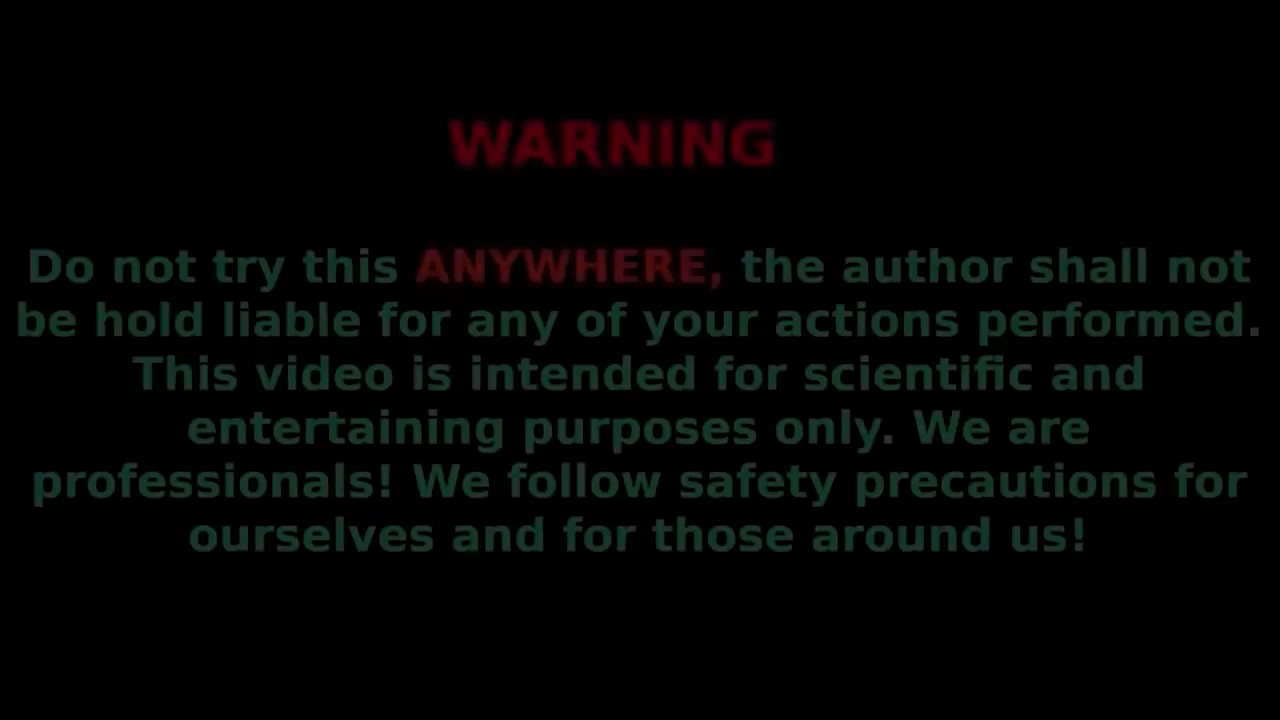 WARNING
Do not try this ANYWHERE, the author shall not
be hold liable for any of your actions performed.
This video is intended for scientific and
entertaining purposes only. We are
professionals! We follow safety precautions for
ourselves and for those around us!